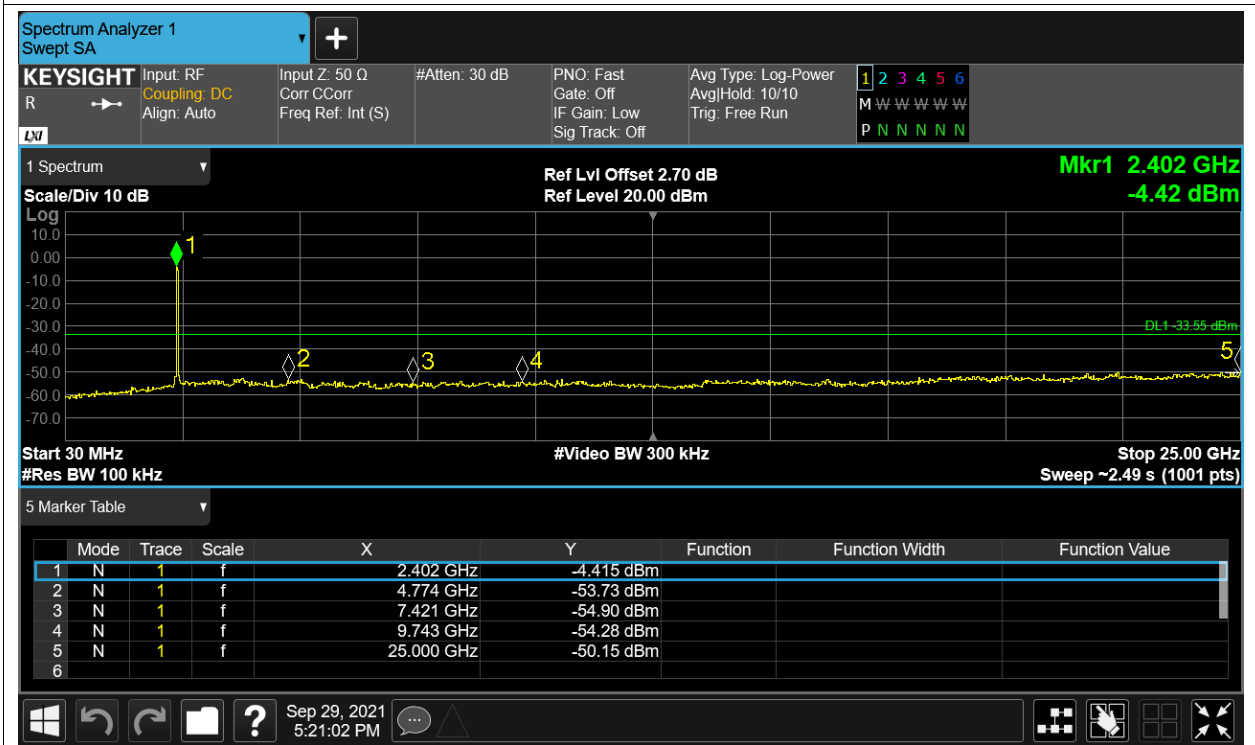 Spectrum Analyzer 1
Swept SA
KEYSIGHT
R
LXI
Input: RF
Coupling: DC
Align: Auto
Input Z: 50 Ω
Corr CCorr
Freq Ref: Int (S)
#Atten: 30 dB
PNO: Fast
Gate: Off
IF Gain: Low
Sig Track: Off
Avg Type: Log-Power
Avg|Hold: 10/10
Trig: Free Run
1 2 3 4 5 6
M W W W W W
P N N N N N
1 Spectrum
Scale/Div 10 dB
Ref Lvl Offset 2.70 dB
Ref Level 20.00 dBm
Mkr1 2.402 GHz
-4.42 dBm
Log
10.0
0.00
-10.0
-20.0
-30.0
-40.0
-50.0
-60.0
-70.0
1
2
3
4
5
DL1 -33.55 dBm
Start 30 MHz
#Res BW 100 kHz
#Video BW 300 kHz
Stop 25.00 GHz
Sweep ~2.49 s (1001 pts)
5 Marker Table
Mode Trace Scale X Y Function Function Width Function Value
1 N 1 f 2.402 GHz -4.415 dBm
2 N 1 f 4.774 GHz -53.73 dBm
3 N 1 f 7.421 GHz -54.90 dBm
4 N 1 f 9.743 GHz -54.28 dBm
5 N 1 f 25.000 GHz -50.15 dBm
6
?
Sep 29, 2021
5:21:02 PM